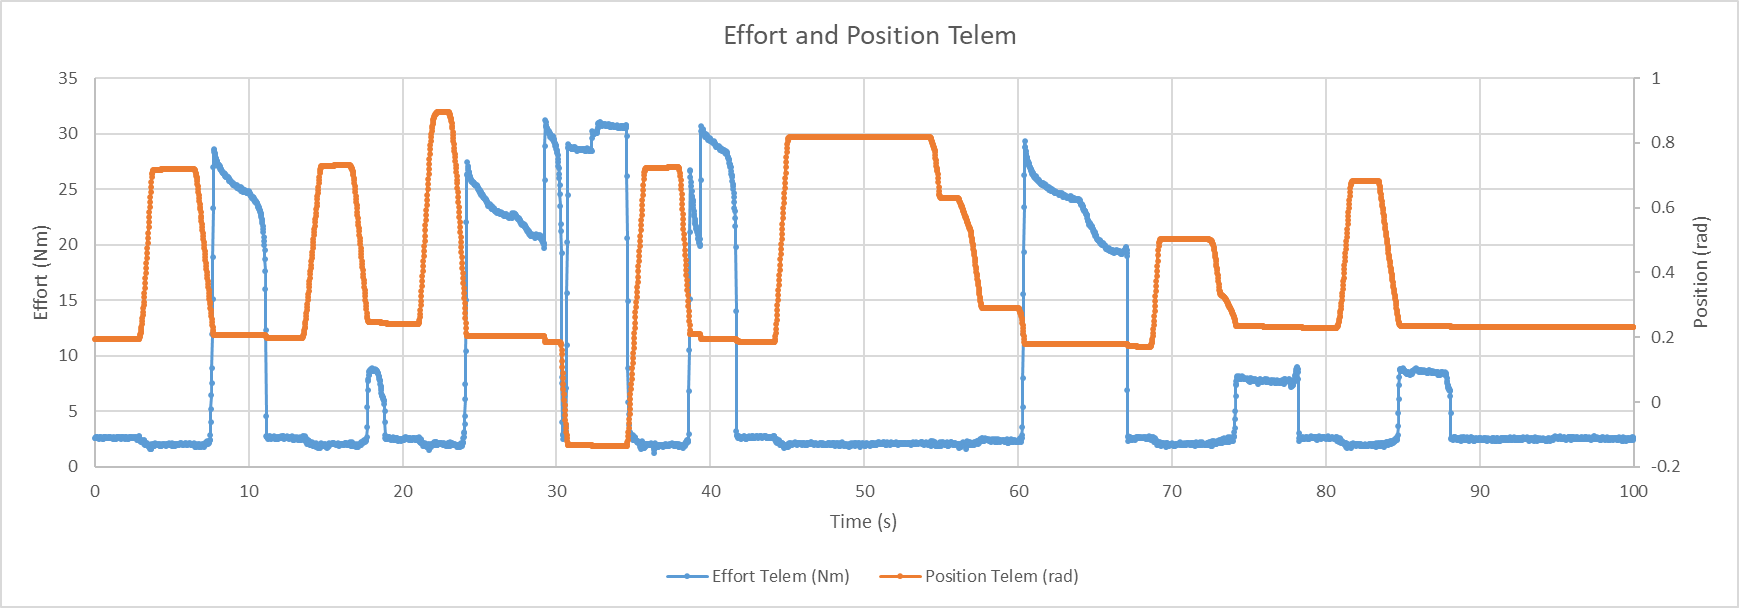 Effort and Position Telem
35
30
25
20
15
10
5
0
Effort (Nm)
1
0.8
0.6
0.4
0.2
0
-0.2
Position (rad)
0 10 20 30 40 50 60 70 80 90 100
Time (s)
Effort Telem (Nm) Position Telem (rad)